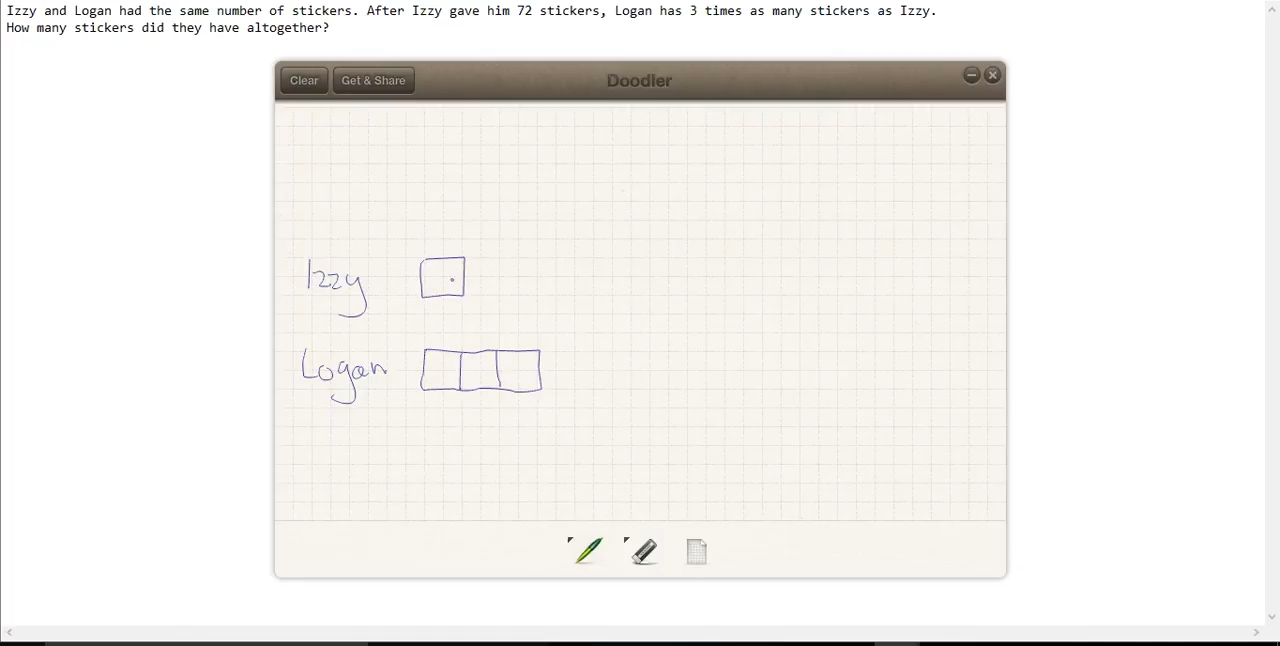 Izzy and Logan had the same number of stickers. After Izzy gave him 72 stickers, Logan has 3 times as many stickers as Izzy.
How many stickers did they have altogether?
Clear Get & Share Doodler
Izzy
Logan